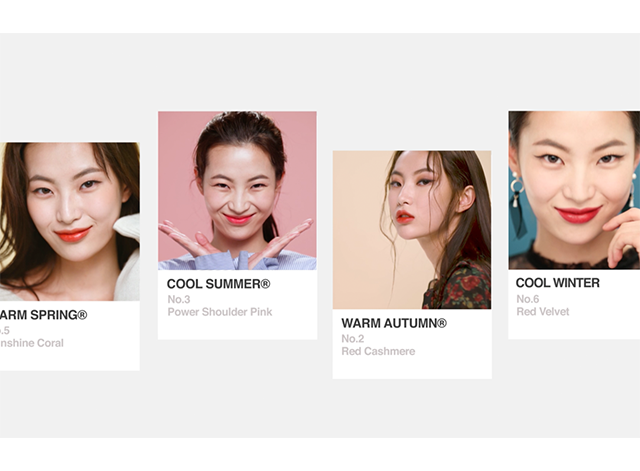 ARM SPRING®
.5
nshine Coral
COOL SUMMER®
No.3
Power Shoulder Pink
WARM AUTUMN®
No.2
Red Cashmere
COOL WINTER
No.6
Red Velvet